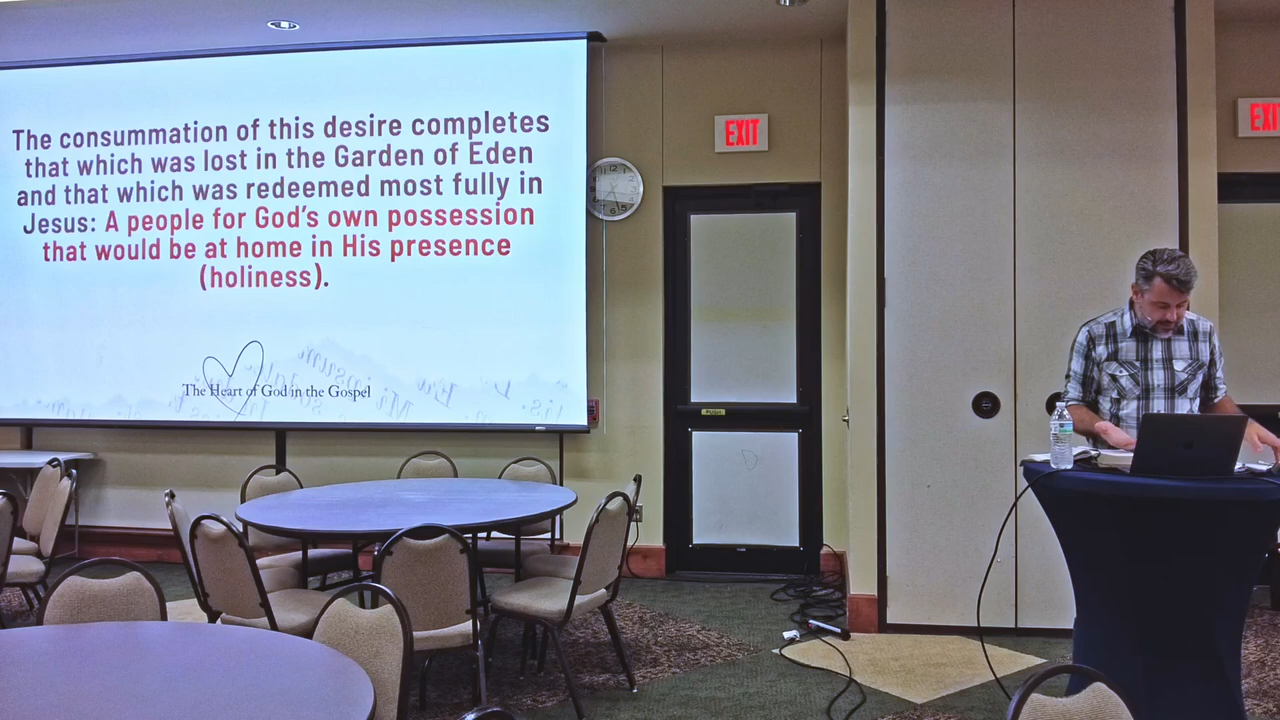 The consummation of this desire completes
that which was lost in the Garden of Eden
and that which was redeemed most fully in
Jesus: A people for God's own possession
that would be at home in His presence
(holiness).
The Heart of God in the Gospel
EXIT
EXI
PUSH